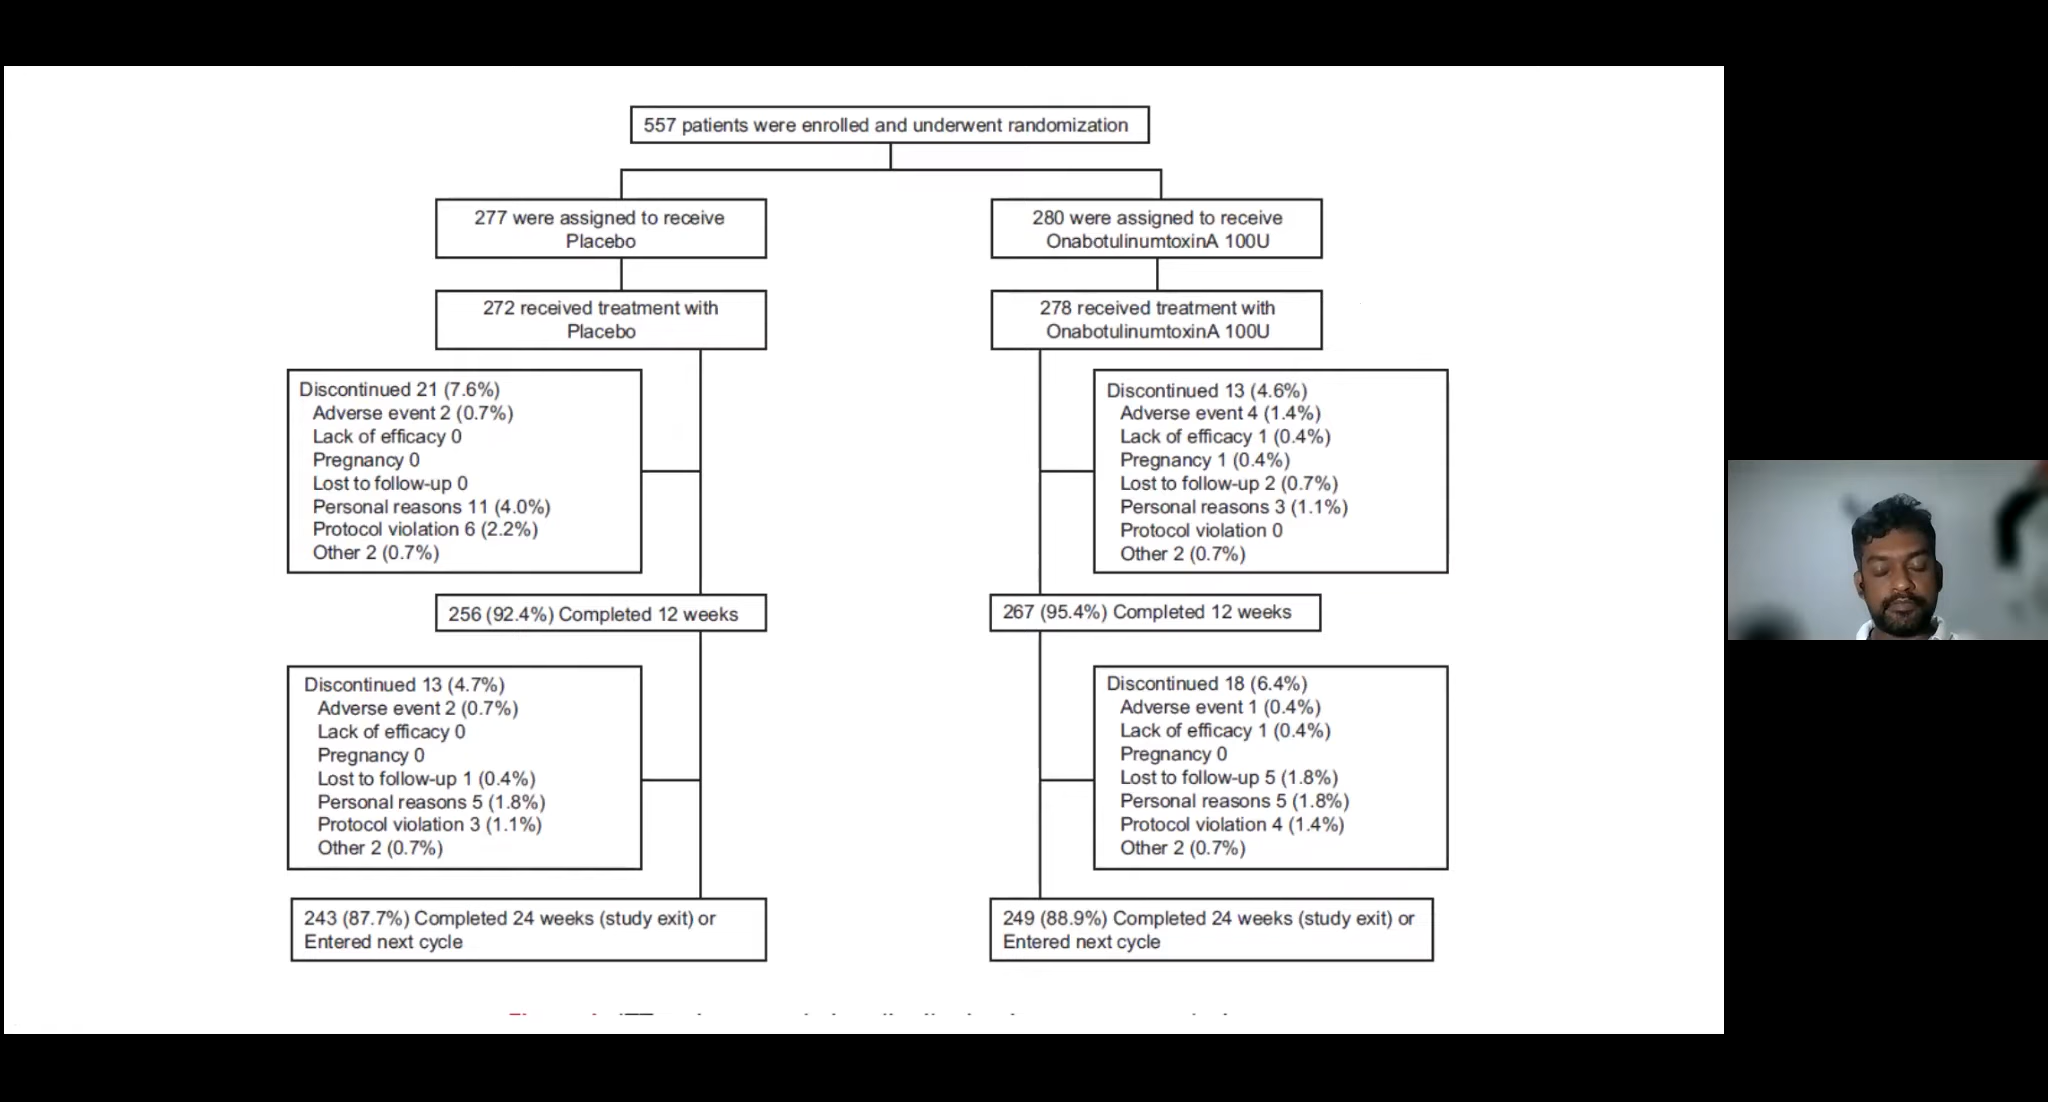 557 patients were enrolled and underwent randomization
277 were assigned to receive
Placebo
280 were assigned to receive
OnabotulinumtoxinA 100U
272 received treatment with
Placebo
278 received treatment with
OnabotulinumtoxinA 100U
Discontinued 21 (7.6%)
Adverse event 2 (0.7%)
Lack of efficacy 0
Pregnancy 0
Lost to follow-up 0
Personal reasons 11 (4.0%)
Protocol violation 6 (2.2%)
Other 2 (0.7%)
Discontinued 13 (4.6%)
Adverse event 4 (1.4%)
Lack of efficacy 1 (0.4%)
Pregnancy 1 (0.4%)
Lost to follow-up 2 (0.7%)
Personal reasons 3 (1.1%)
Protocol violation 0
Other 2 (0.7%)
256 (92.4%) Completed 12 weeks
267 (95.4%) Completed 12 weeks
Discontinued 13 (4.7%)
Adverse event 2 (0.7%)
Lack of efficacy 0
Pregnancy 0
Lost to follow-up 1 (0.4%)
Personal reasons 5 (1.8%)
Protocol violation 3 (1.1%)
Other 2 (0.7%)
Discontinued 18 (6.4%)
Adverse event 1 (0.4%)
Lack of efficacy 1 (0.4%)
Pregnancy 0
Lost to follow-up 5 (1.8%)
Personal reasons 5 (1.8%)
Protocol violation 4 (1.4%)
Other 2 (0.7%)
243 (87.7%) Completed 24 weeks (study exit) or
Entered next cycle
249 (88.9%) Completed 24 weeks (study exit) or
Entered next cycle